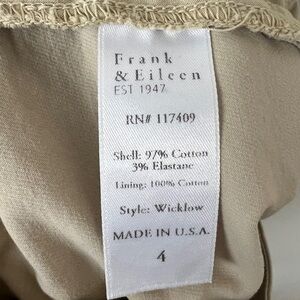 Frank
& Eileen
EST 1947
RN# 117409
Shell: 97% Cotton
3% Elastane
Lining: 100% Cotton
Style: Wicklow
MADE IN U.S.A.
4